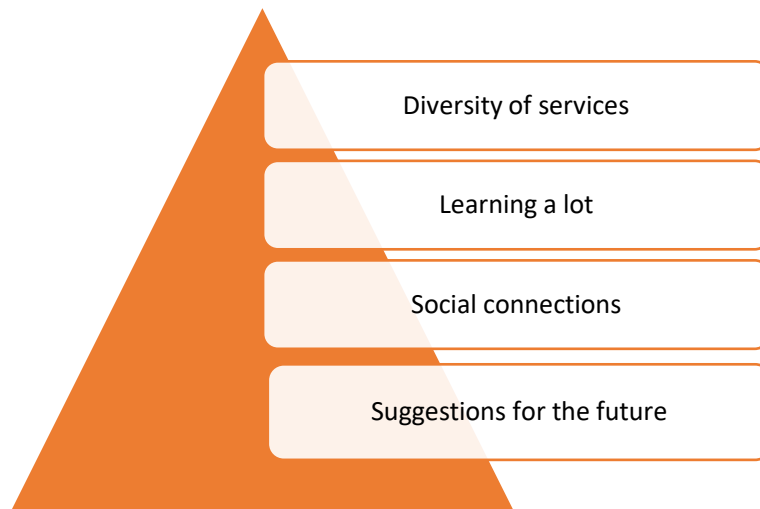 Diversity of services
Learning a lot
Social connections
Suggestions for the future